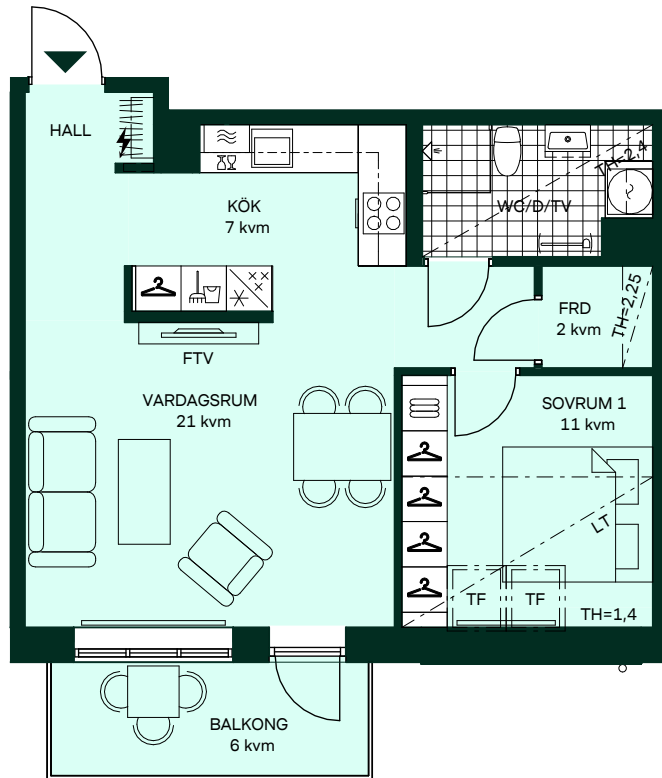 HALL
TH=2,4
KÖK
7 kvm
WC/D/TV
FRD
2 kvm
TH=2,25
FTV
VARDAGSRUM
21 kvm
SOVRUM 1
11 kvm
LT
TF
TF
TH=1,4
BALKONG
6 kvm